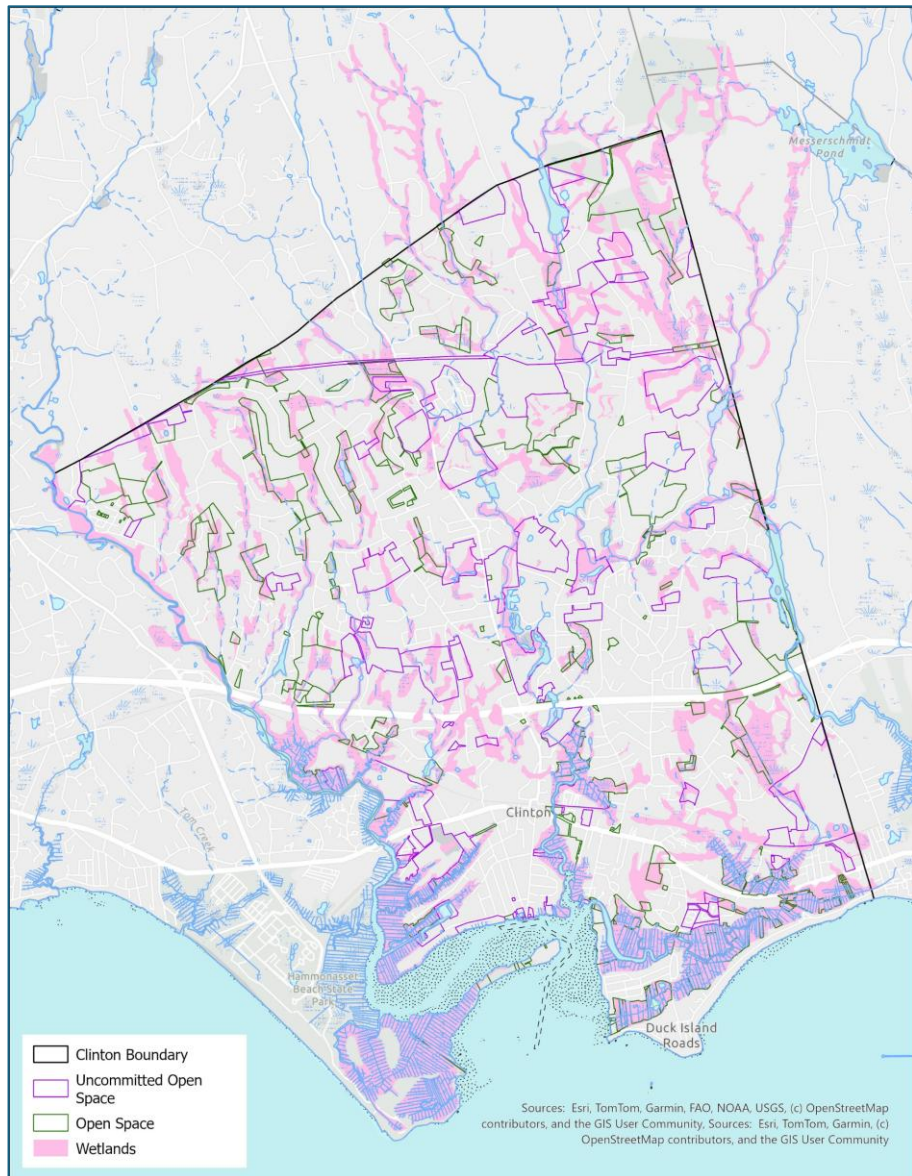 Messerschmidt
Pond
Clinton
Tom Creek
Hammonasset
Beach State
Park
Duck Island
Roads
Clinton Boundary
Uncommitted Open
Space
Open Space
Wetlands
Sources: Esri, TomTom, Garmin, FAO, NOAA, USGS, (c) OpenStreetMap
contributors, and the GIS User Community, Sources: Esri, TomTom, Garmin, (c)
OpenStreetMap contributors, and the GIS User Community